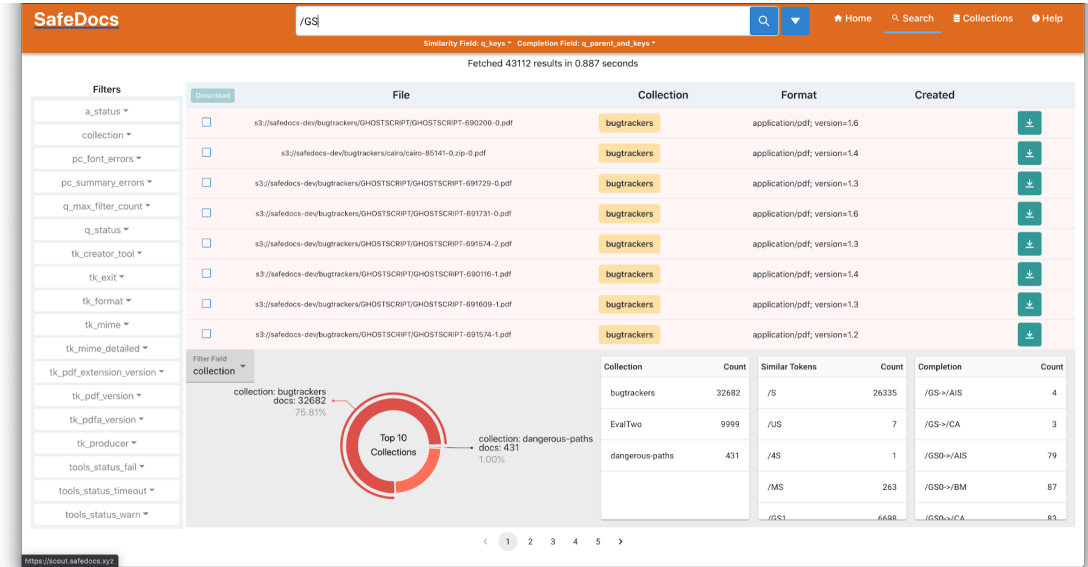 SafeDocs
/GS
Home
Search
Collections
Help
Similarity Field: q_keys Completion Field: q_parent_and_keys
Fetched 43112 results in 0.887 seconds
Filters
a_status
collection
pc_font_errors
pc_summary_errors
q_max_filter_count
q_status
tk_creator_tool
tk_exit
tk_format
tk_mime
tk_mime_detailed
tk_pdf_extension_version
tk_pdf_version
tk_pdfa_version
tk_producer
tools_status_fail
tools_status_timeout
tools_status_warn
Download File Collection Format Created
s3://safedocs-dev/bugtrackers/GHOSTSCRIPT/GHOSTSCRIPT-690200-0.pdf bugtrackers application/pdf; version=1.6
s3://safedocs-dev/bugtrackers/cairo/cairo-85141-0.zip-0.pdf bugtrackers application/pdf; version=1.4
s3://safedocs-dev/bugtrackers/GHOSTSCRIPT/GHOSTSCRIPT-691729-0.pdf bugtrackers application/pdf; version=1.3
s3://safedocs-dev/bugtrackers/GHOSTSCRIPT/GHOSTSCRIPT-691731-0.pdf bugtrackers application/pdf; version=1.6
s3://safedocs-dev/bugtrackers/GHOSTSCRIPT/GHOSTSCRIPT-691574-2.pdf bugtrackers application/pdf; version=1.3
s3://safedocs-dev/bugtrackers/GHOSTSCRIPT/GHOSTSCRIPT-690116-1.pdf bugtrackers application/pdf; version=1.4
s3://safedocs-dev/bugtrackers/GHOSTSCRIPT/GHOSTSCRIPT-691609-1.pdf bugtrackers application/pdf; version=1.3
s3://safedocs-dev/bugtrackers/GHOSTSCRIPT/GHOSTSCRIPT-691574-1.pdf bugtrackers application/pdf; version=1.2
Filter Field
collection
collection: bugtrackers
docs: 32682
75.81%
Top 10
Collections
collection: dangerous-paths
docs: 431
1.00%
Collection Count
bugtrackers 32682
EvalTwo 9999
dangerous-paths 431
Similar Tokens Count
/S 26335
/US 7
/4S 1
/MS 263
/GS1 6698
Completion Count
/GS->/AIS 4
/GS->/CA 3
/GS0->/AIS 79
/GS0->/BM 87
/GS0->/CA 83
1 2 3 4 5
https://scout.safedocs.xyz